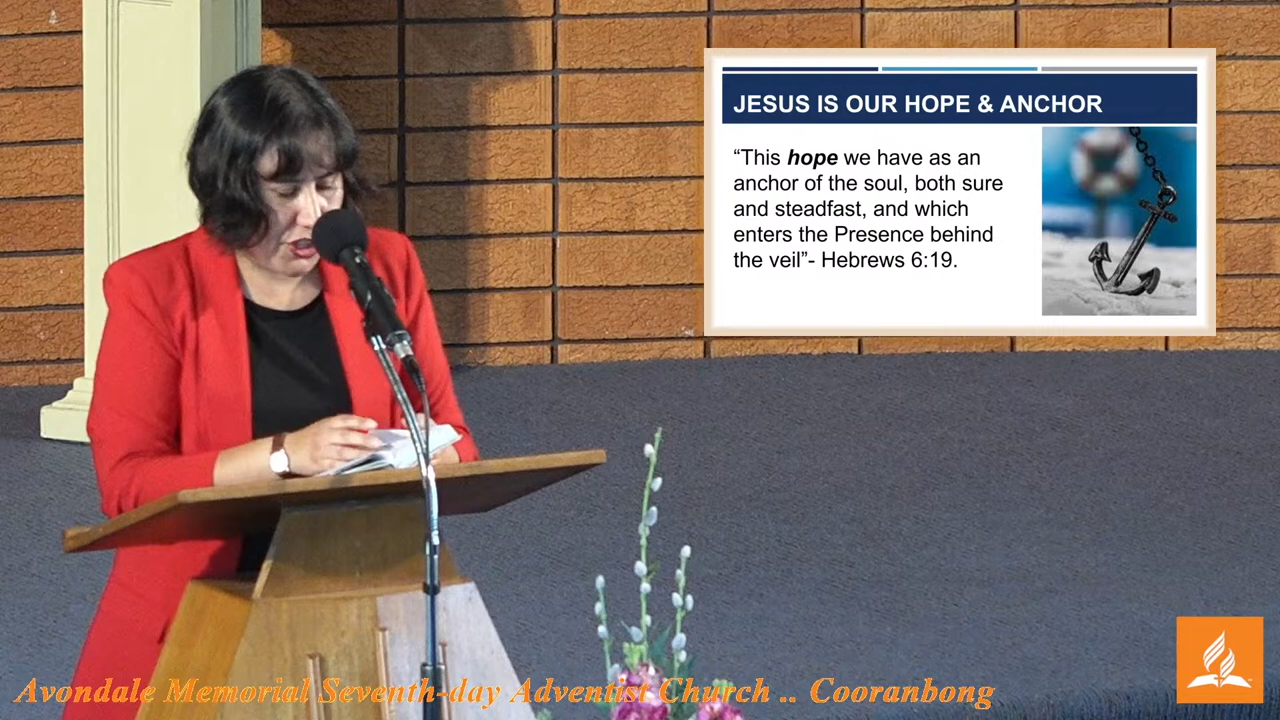 JESUS IS OUR HOPE & ANCHOR
“This hope we have as an
anchor of the soul, both sure
and steadfast, and which
enters the Presence behind
the veil”- Hebrews 6:19.
Avondale Memorial Seventh-day Adventist Church .. Cooranbong